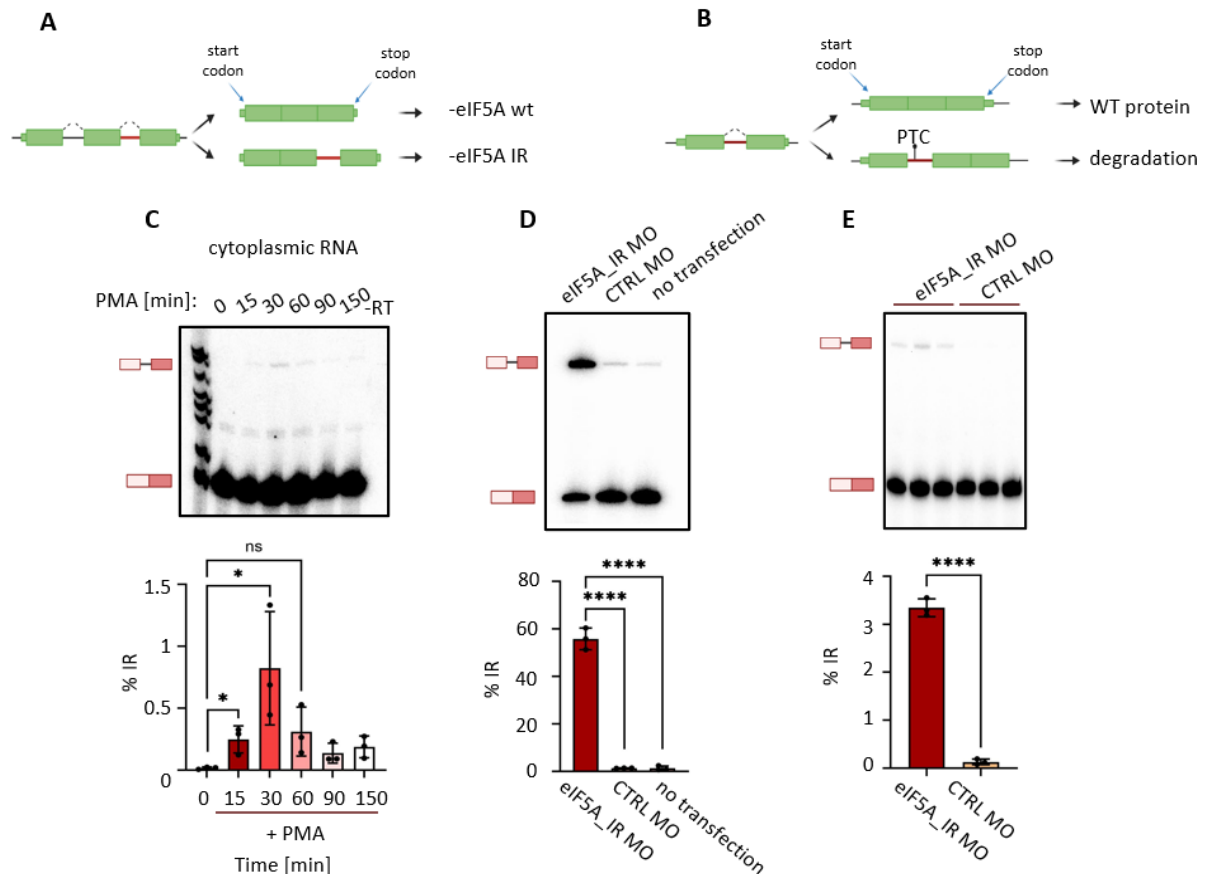 A
start
codon
stop
codon
-eIF5A wt
-eIF5A IR
B
start
codon
stop
codon
WT protein
PTC
degradation
C
cytoplasmic RNA
PMA [min]: 0 15 30 60 90 150 -RT
ns
*
*
1.5
1
0.5
0
% IR
0 15 30 60 90 150
+ PMA
Time [min]
D
eIF5A_IR MO
CTRL MO
no transfection
****
****
80
60
40
20
0
% IR
eIF5A_IR MO
CTRL MO
no transfection
E
eIF5A_IR MO
CTRL MO
****
4
3
2
1
0
% IR
eIF5A_IR MO
CTRL MO